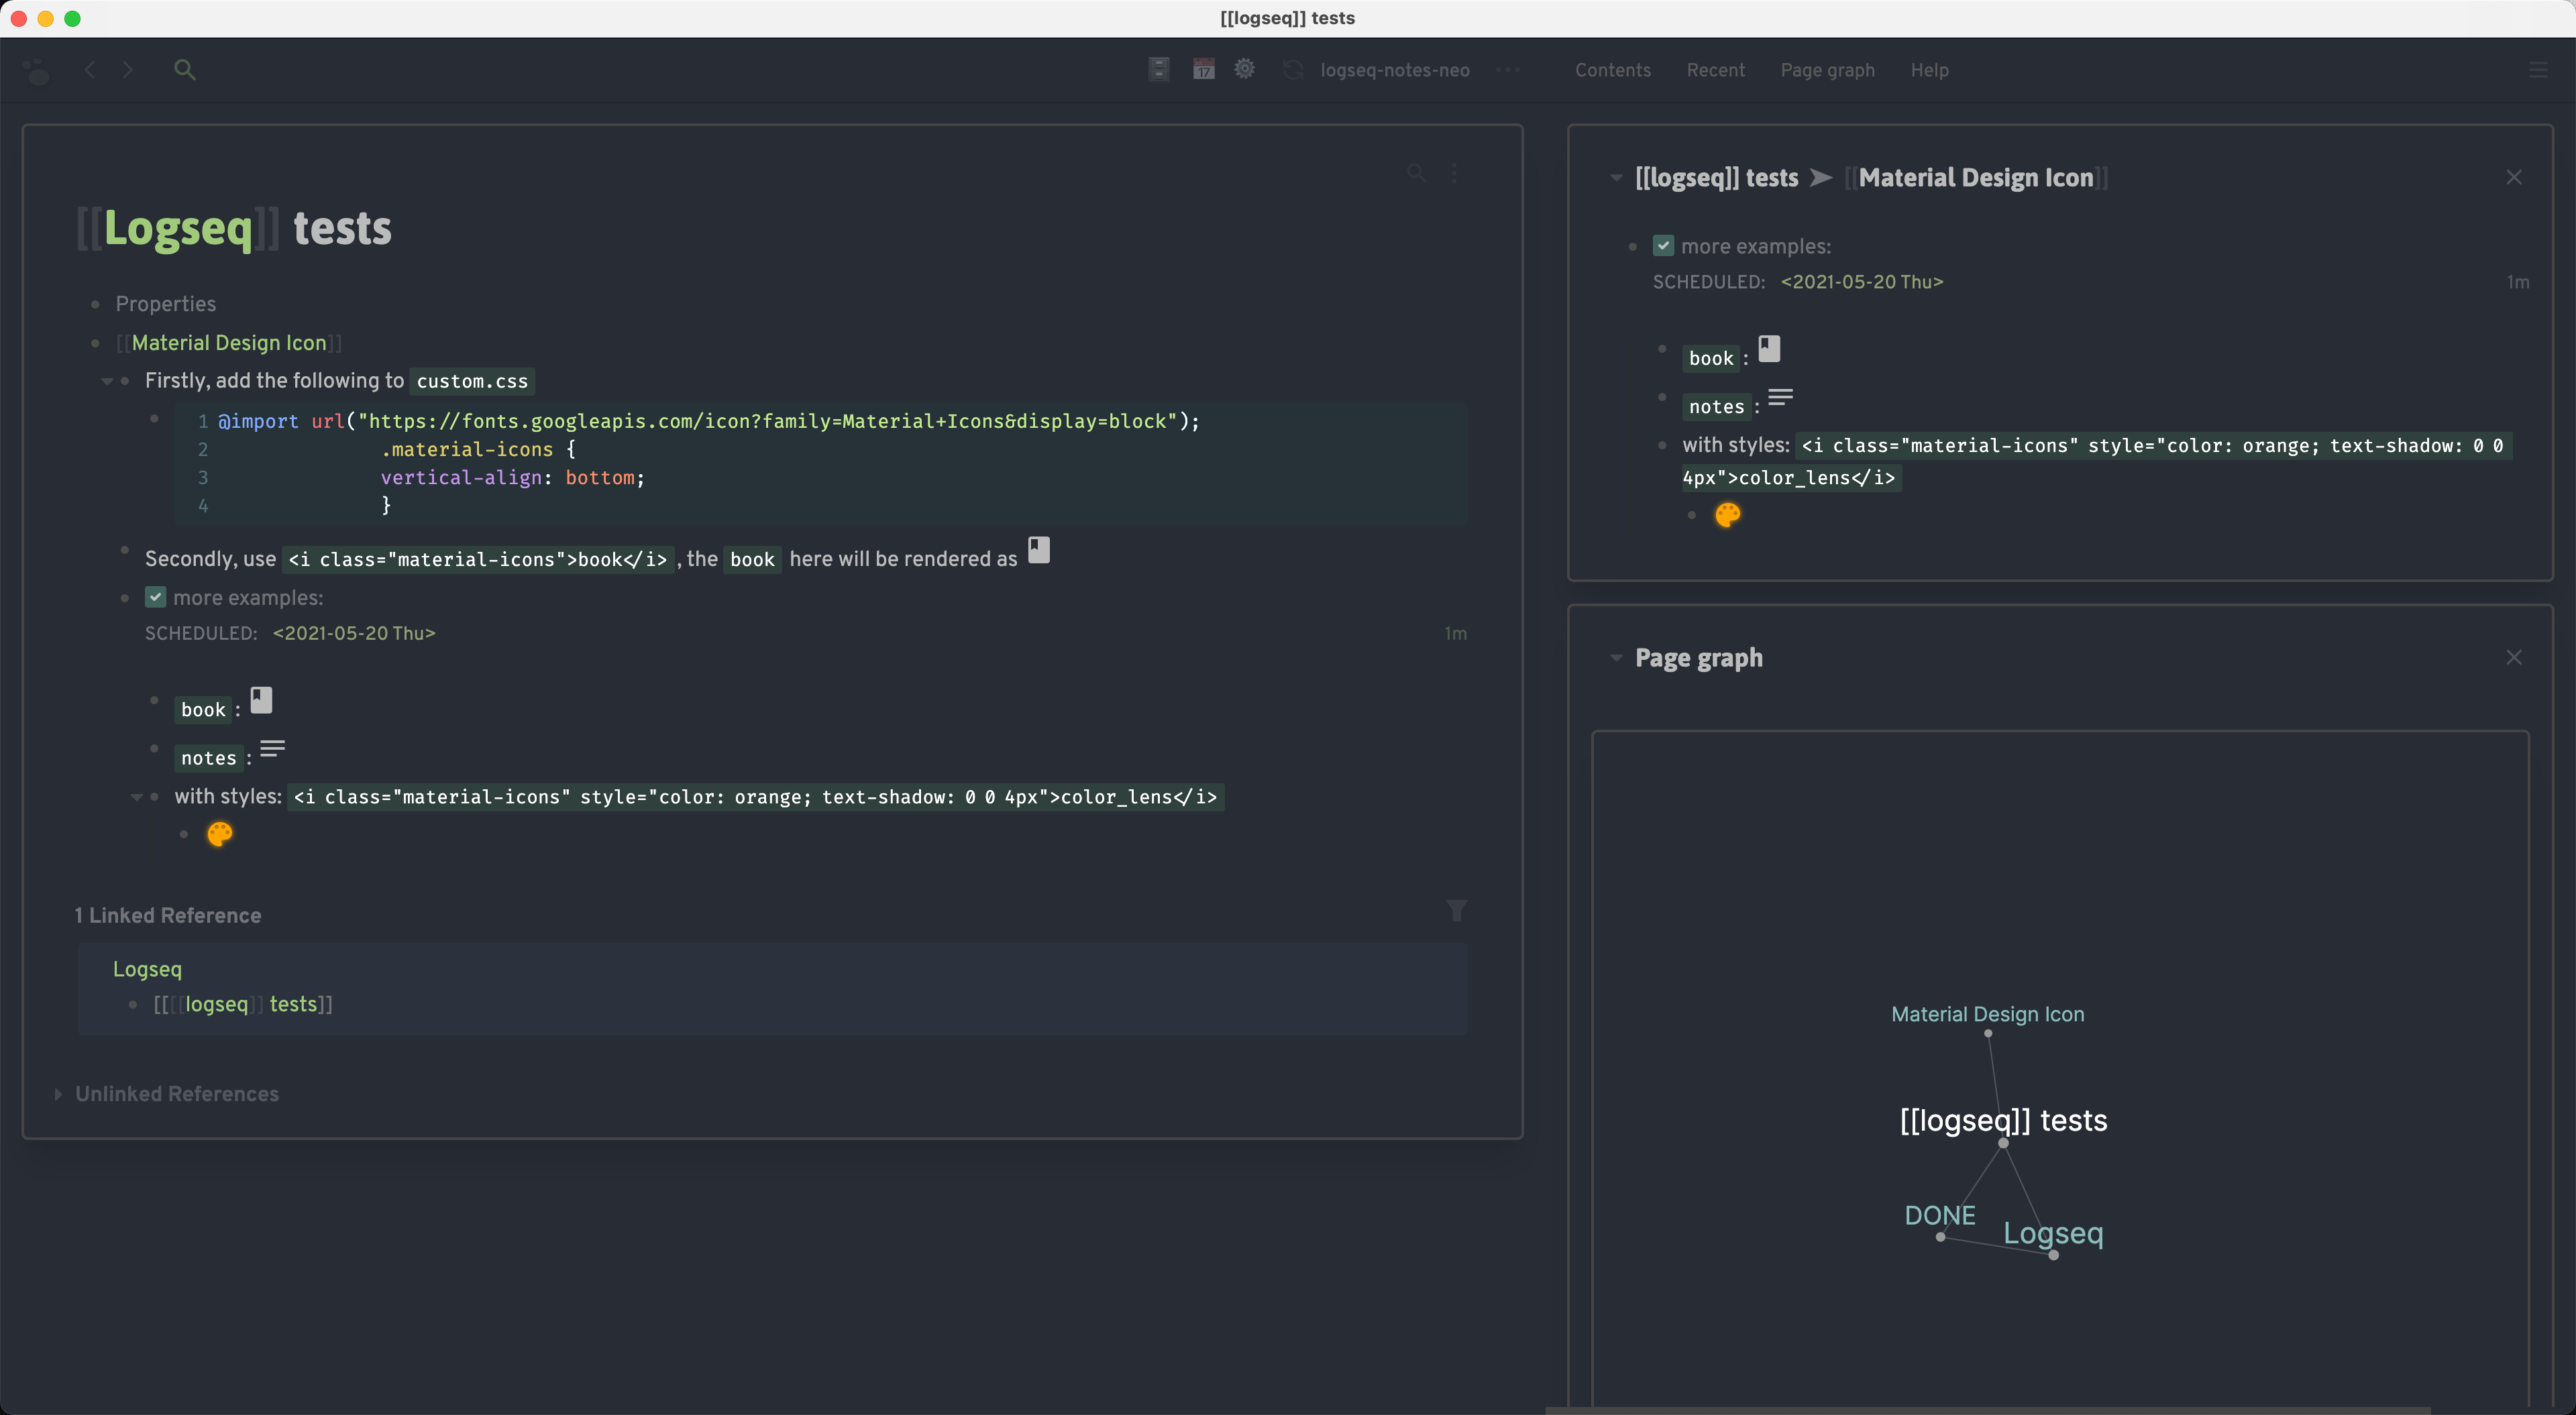 [[logseq]] tests
17
logseq-notes-neo
Contents Recent Page graph Help
[[Logseq]] tests
Properties
[[Material Design Icon]]
Firstly, add the following to custom.css
1 @import url("https://fonts.googleapis.com/icon?family=Material+Icons&display=block");
2 .material-icons {
3 vertical-align: bottom;
4 }
Secondly, use <i class="material-icons">book</i>, the book here will be rendered as
more examples:
SCHEDULED: <2021-05-20 Thu> 1m
book :
notes :
with styles: <i class="material-icons" style="color: orange; text-shadow: 0 0 4px">color_lens</i>
1 Linked Reference
Logseq
[[[[logseq]] tests]]
Unlinked References
[[logseq]] tests ➤ [[Material Design Icon]]
more examples:
SCHEDULED: <2021-05-20 Thu> 1m
book :
notes :
with styles: <i class="material-icons" style="color: orange; text-shadow: 0 0
4px">color_lens</i>
Page graph
Material Design Icon
[[logseq]] tests
DONE
Logseq